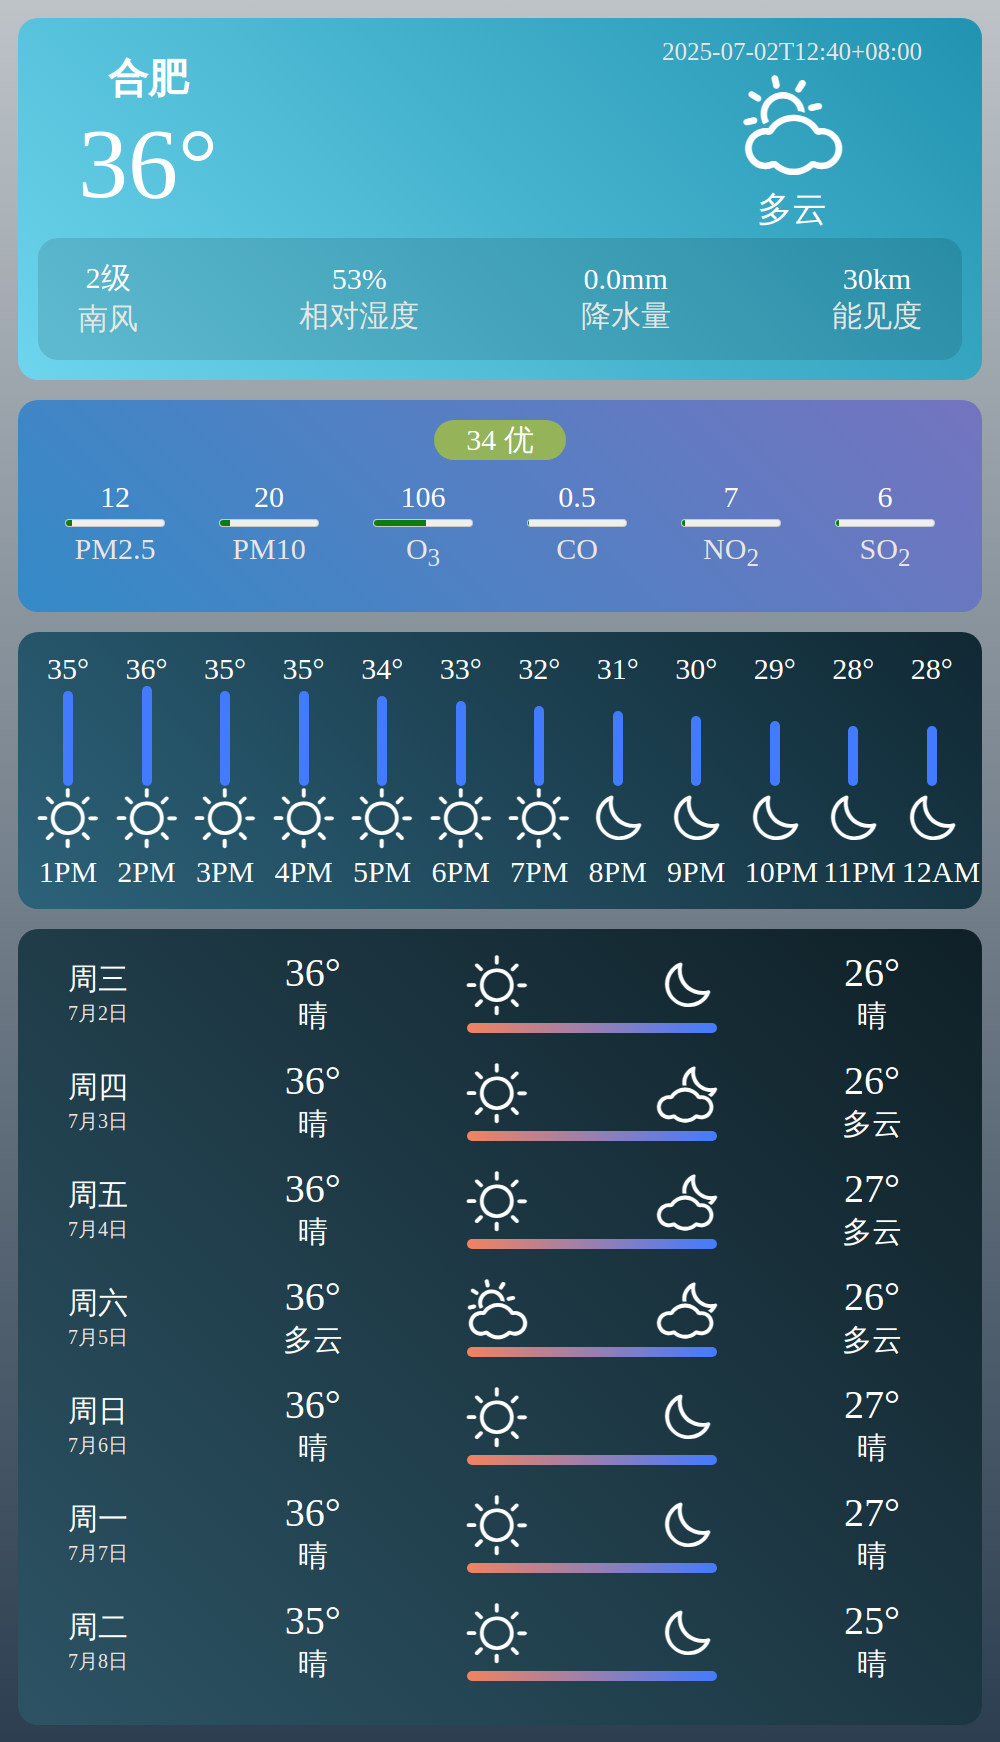 合肥
2025-07-02T12:40+08:00
36°
多云
2级 53% 0.0mm 30km
南风 相对湿度 降水量 能见度
34 优
12 20 106 0.5 7 6
PM2.5 PM10 O3 CO NO2 SO2
35° 36° 35° 35° 34° 33° 32° 31° 30° 29° 28° 28°
1PM 2PM 3PM 4PM 5PM 6PM 7PM 8PM 9PM 10PM 11PM 12AM
周三 36° 26°
7月2日 晴 晴
周四 36° 26°
7月3日 晴 多云
周五 36° 27°
7月4日 晴 多云
周六 36° 26°
7月5日 多云 多云
周日 36° 27°
7月6日 晴 晴
周一 36° 27°
7月7日 晴 晴
周二 35° 25°
7月8日 晴 晴